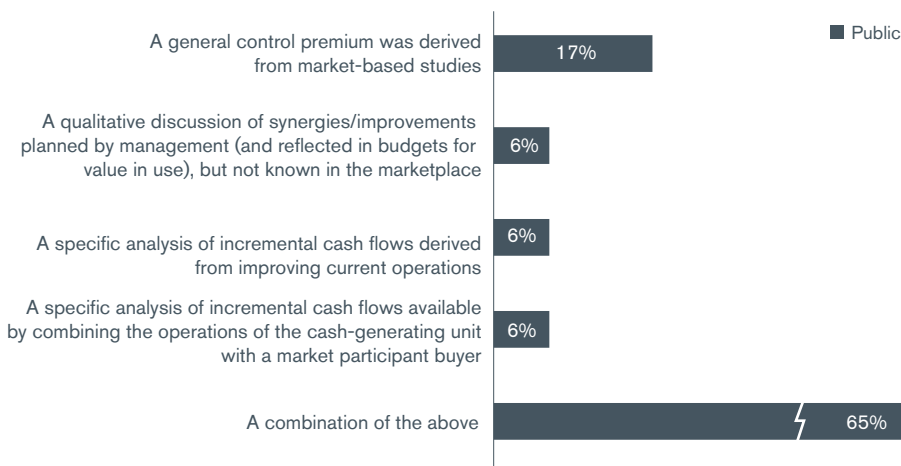 Public
A general control premium was derived
from market-based studies
17%
A qualitative discussion of synergies/improvements
planned by management (and reflected in budgets for
value in use), but not known in the marketplace
6%
A specific analysis of incremental cash flows derived
from improving current operations
6%
A specific analysis of incremental cash flows available
by combining the operations of the cash-generating unit
with a market participant buyer
6%
A combination of the above
65%